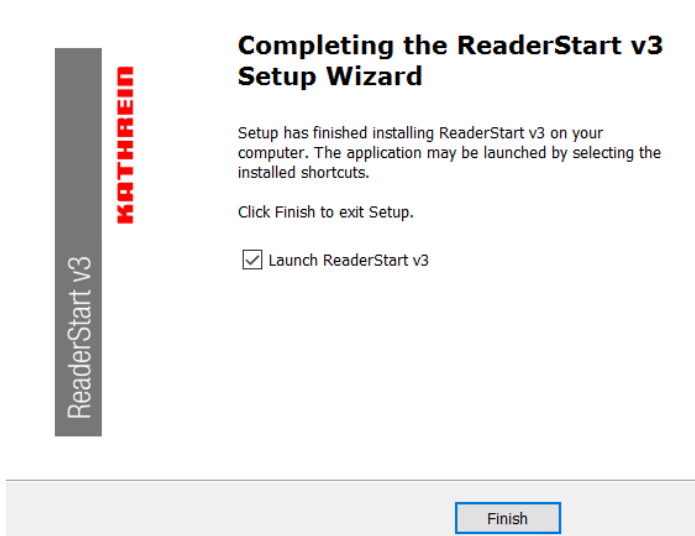 Completing the ReaderStart v3
Setup Wizard
KATHREIN
Setup has finished installing ReaderStart v3 on your
computer. The application may be launched by selecting the
installed shortcuts.
Click Finish to exit Setup.
Launch ReaderStart v3
ReaderStart v3
Finish